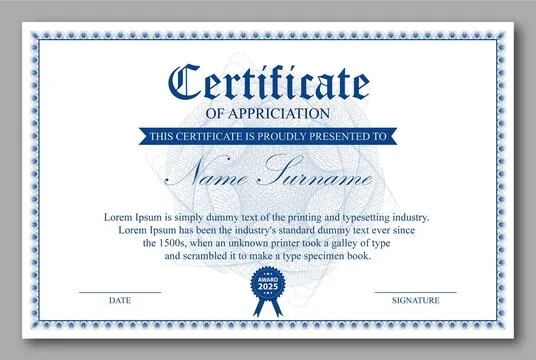 Certificate
OF APPRICIATION
THIS CERTIFICATE IS PROUDLY PRESENTED TO
Name Surname
Lorem Ipsum is simply dummy text of the printing and typesetting industry.
Lorem Ipsum has been the industry's standard dummy text ever since
the 1500s, when an unknown printer took a galley of type
and scrambled it to make a type specimen book.
AWARD
2025
DATE
SIGNATURE